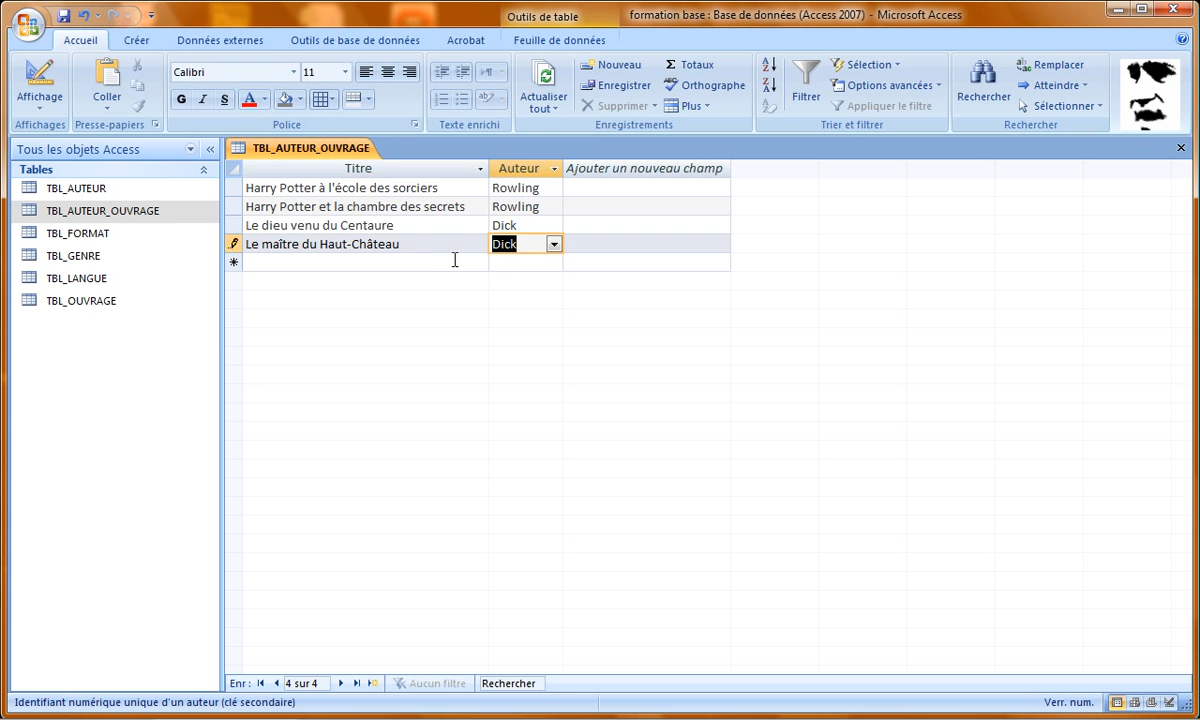 Outils de table
formation base : Base de données (Access 2007) - Microsoft Access
Accueil
Créer
Données externes
Outils de base de données
Acrobat
Feuille de données
Affichage
Affichages
Coller
Presse-papiers
Calibri
11
G I S A
Police
Texte enrichi
Actualiser
tout
Nouveau
Enregistrer
Supprimer
Totaux
Orthographe
Plus
Enregistrements
Filtrer
Sélection
Options avancées
Appliquer le filtre
Trier et filtrer
Rechercher
Remplacer
Atteindre
Sélectionner
Rechercher
Tous les objets Access
Tables
TBL_AUTEUR
TBL_AUTEUR_OUVRAGE
TBL_FORMAT
TBL_GENRE
TBL_LANGUE
TBL_OUVRAGE
TBL_AUTEUR_OUVRAGE
Titre Auteur Ajouter un nouveau champ
Harry Potter à l'école des sorciers Rowling
Harry Potter et la chambre des secrets Rowling
Le dieu venu du Centaure Dick
Le maître du Haut-Château Dick
Enr : 4 sur 4 Aucun filtre Rechercher
Identifiant numérique unique d'un auteur (clé secondaire) Verr. num.